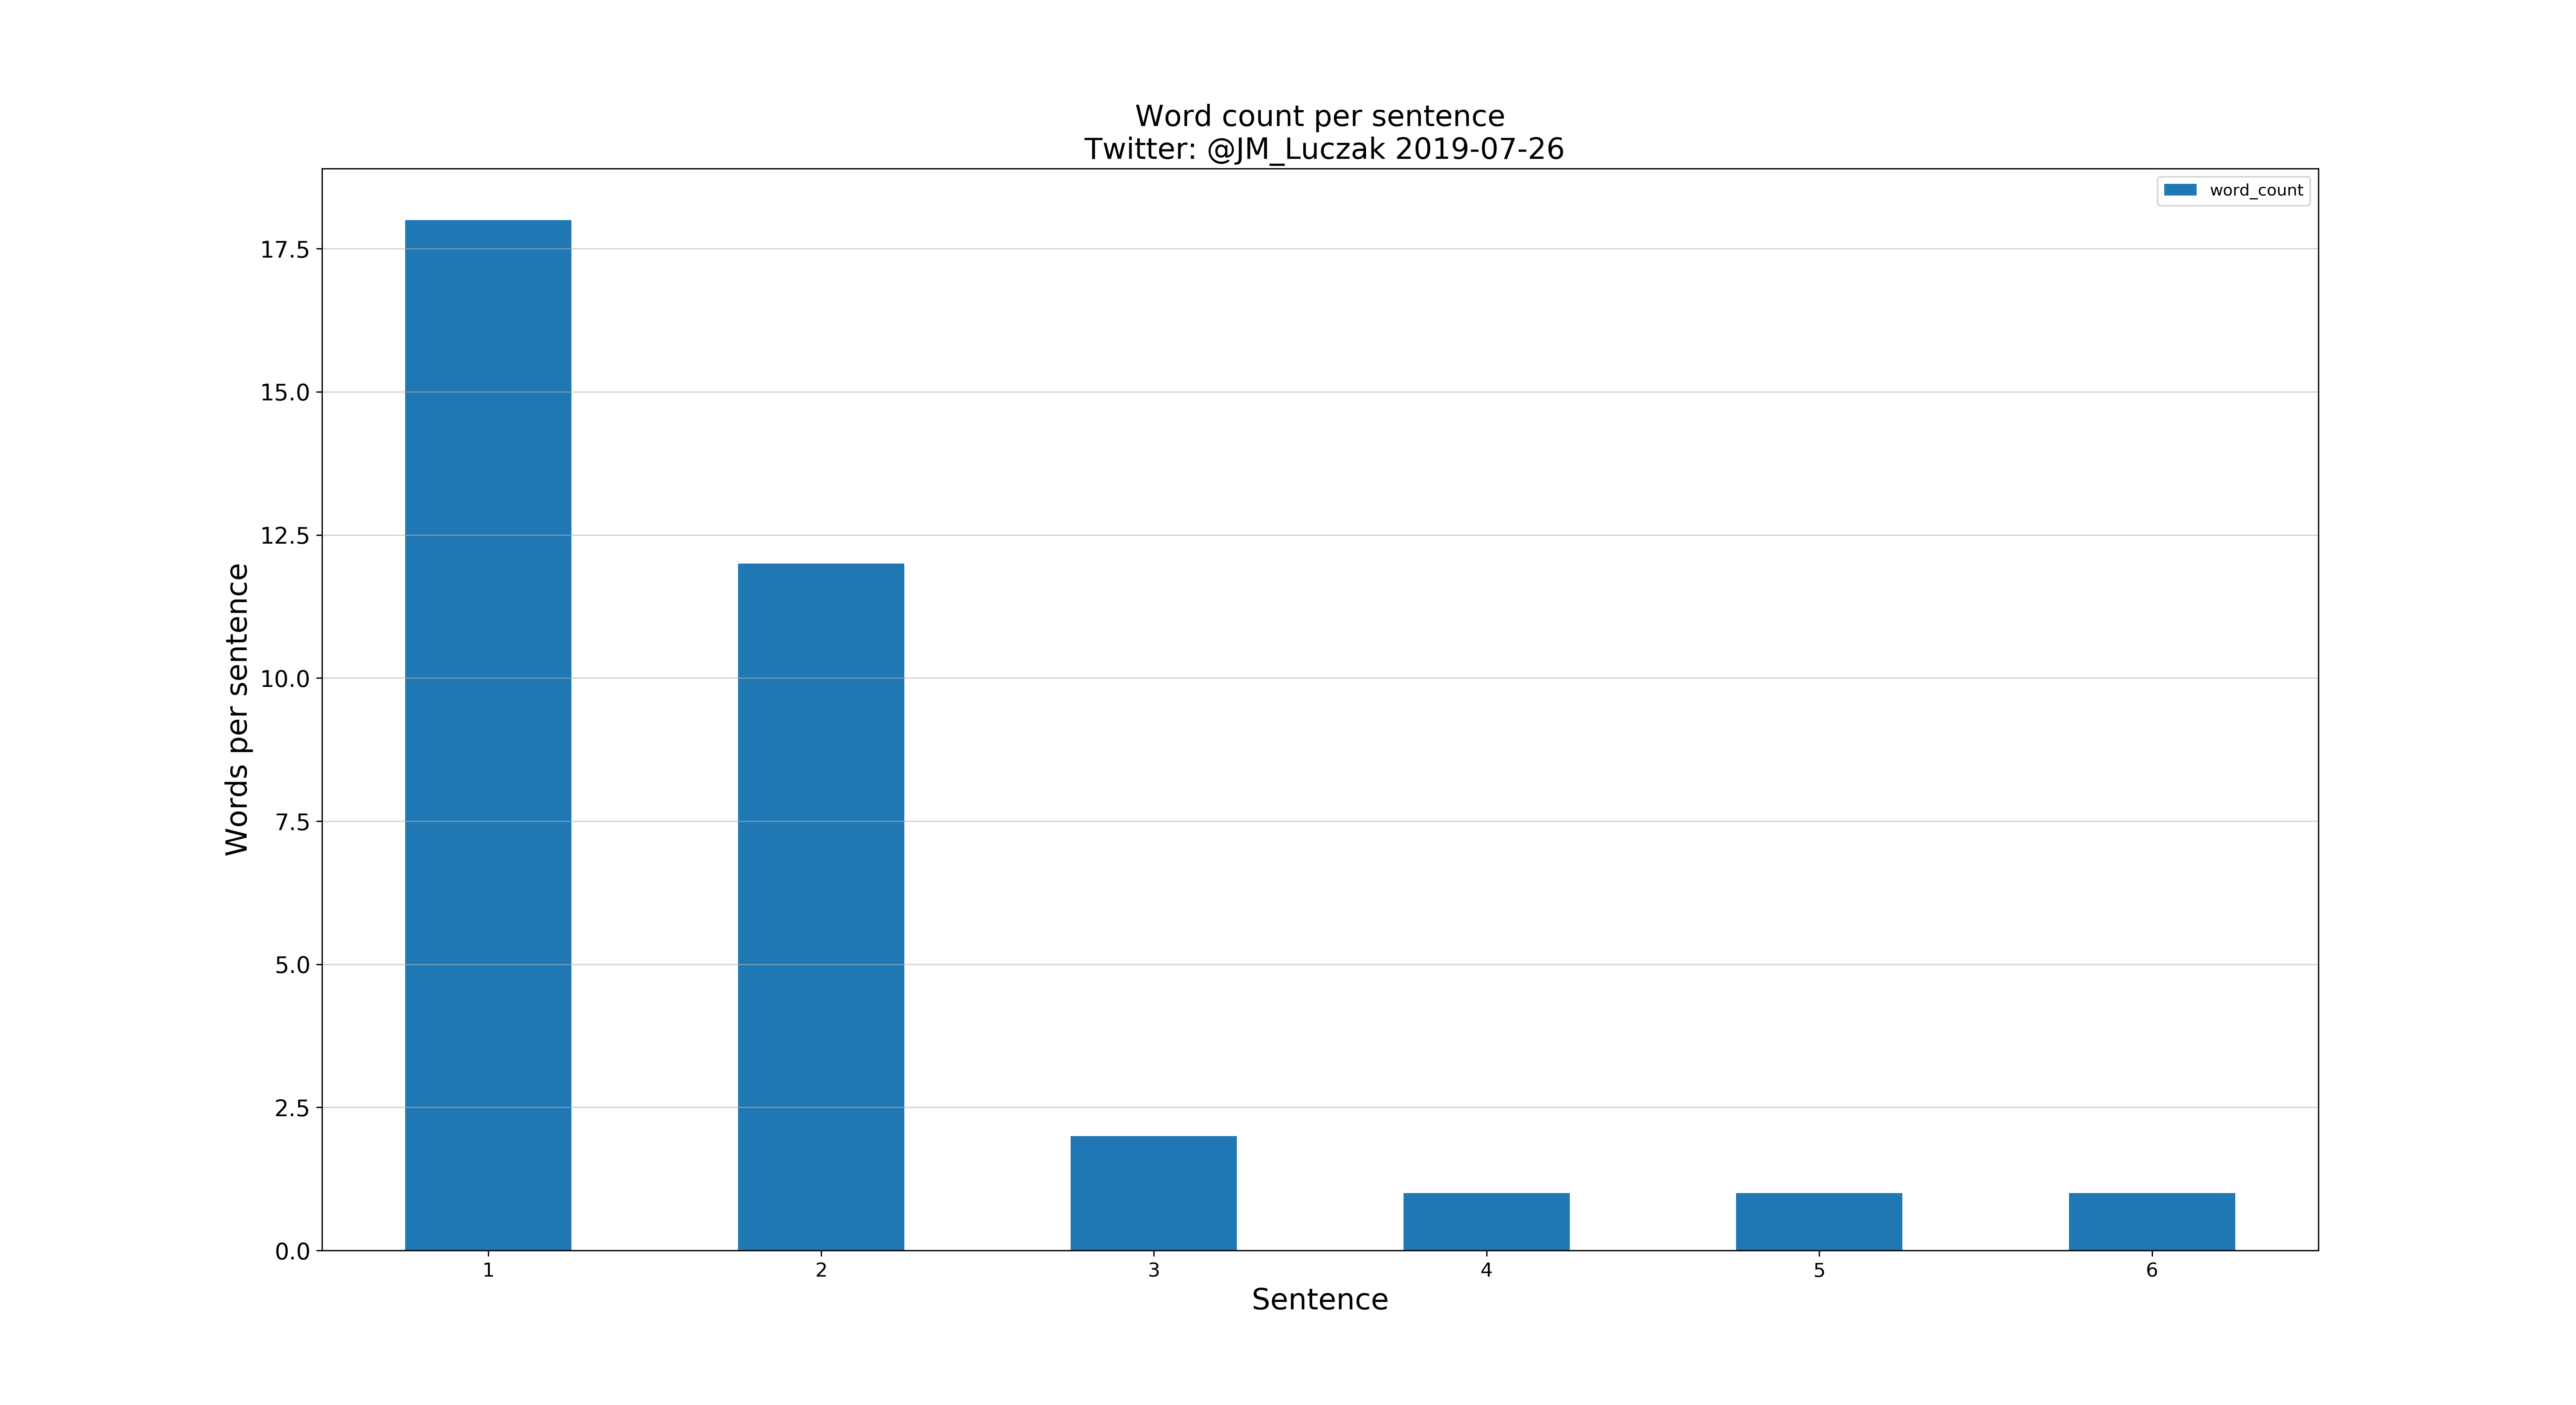 Word count per sentence
Twitter: @JM_Luczak 2019-07-26
word_count
17.5
15.0
12.5
10.0
7.5
5.0
2.5
0.0
Words per sentence
1 2 3 4 5 6
Sentence